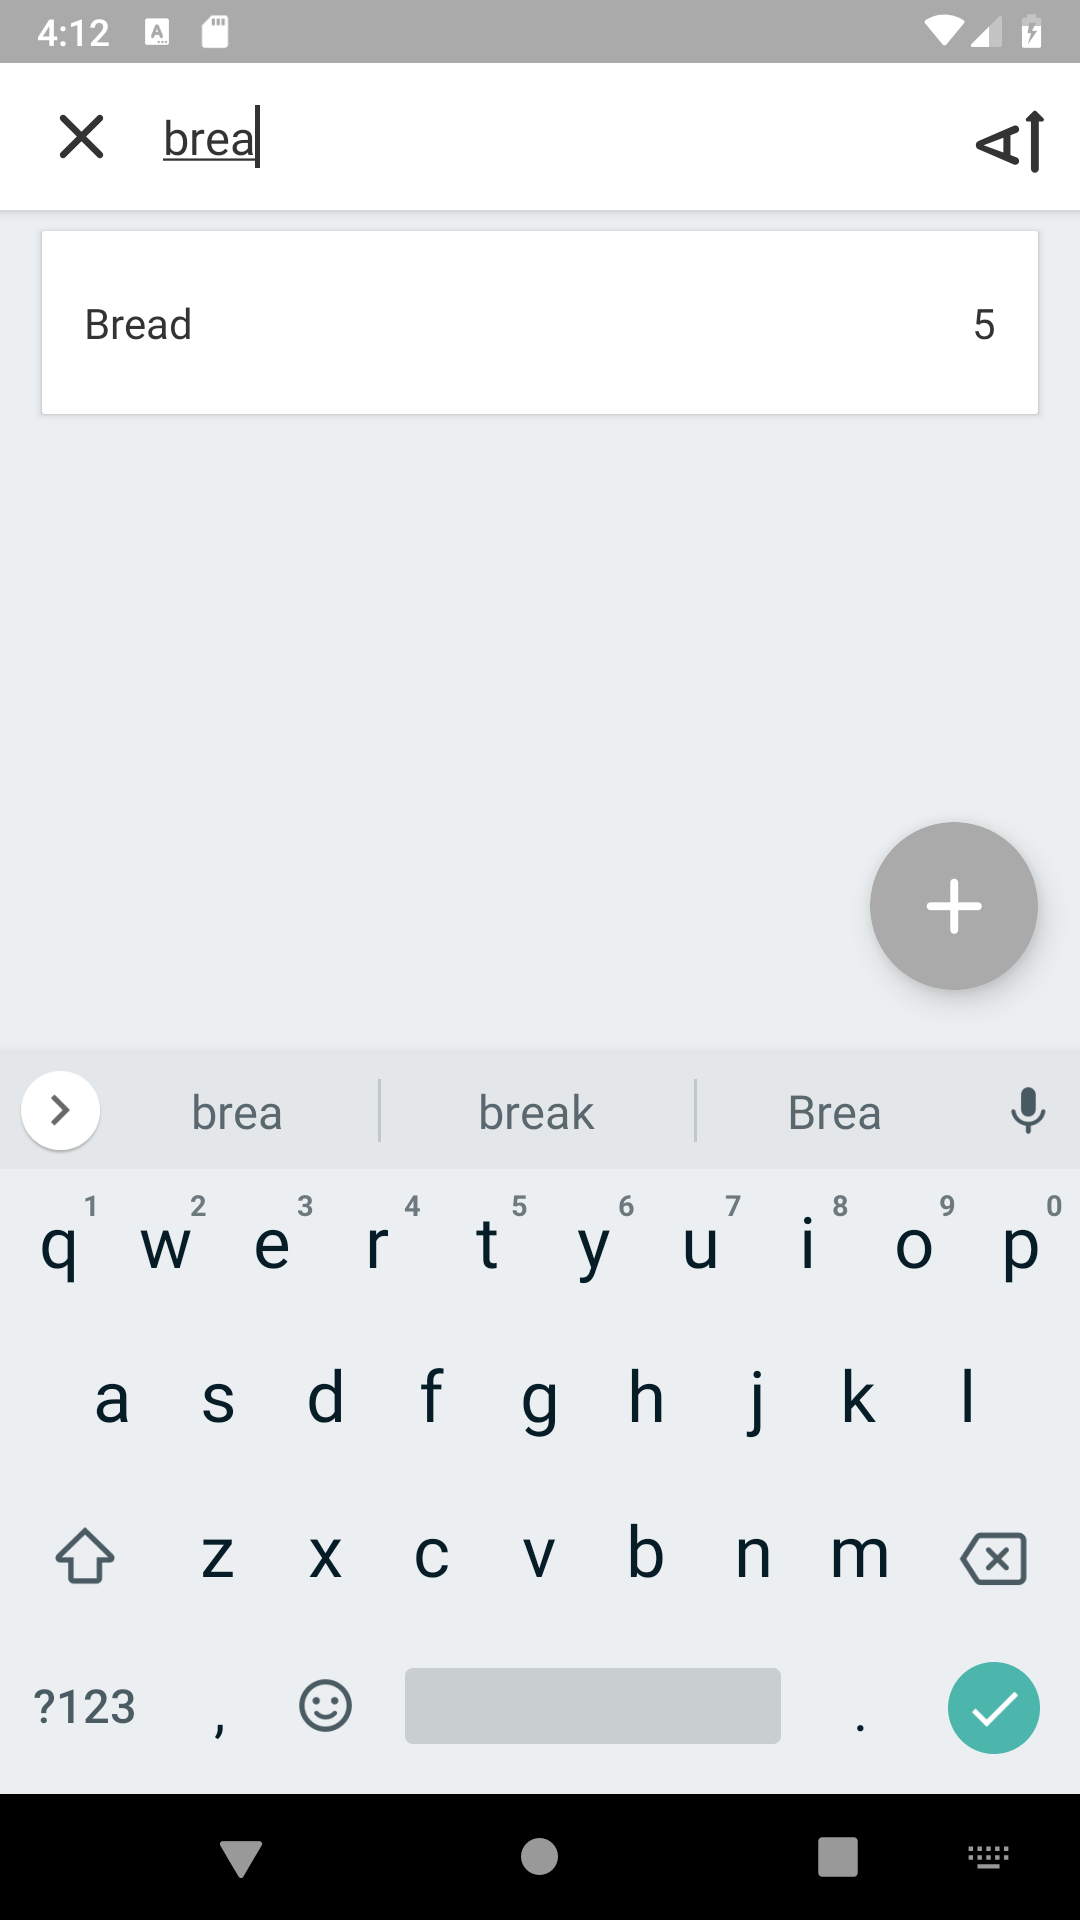 4:12
brea
Bread 5
brea break Brea
1 2 3 4 5 6 7 8 9 0
q w e r t y u i o p
a s d f g h j k l
z x c v b n m
?123 , .